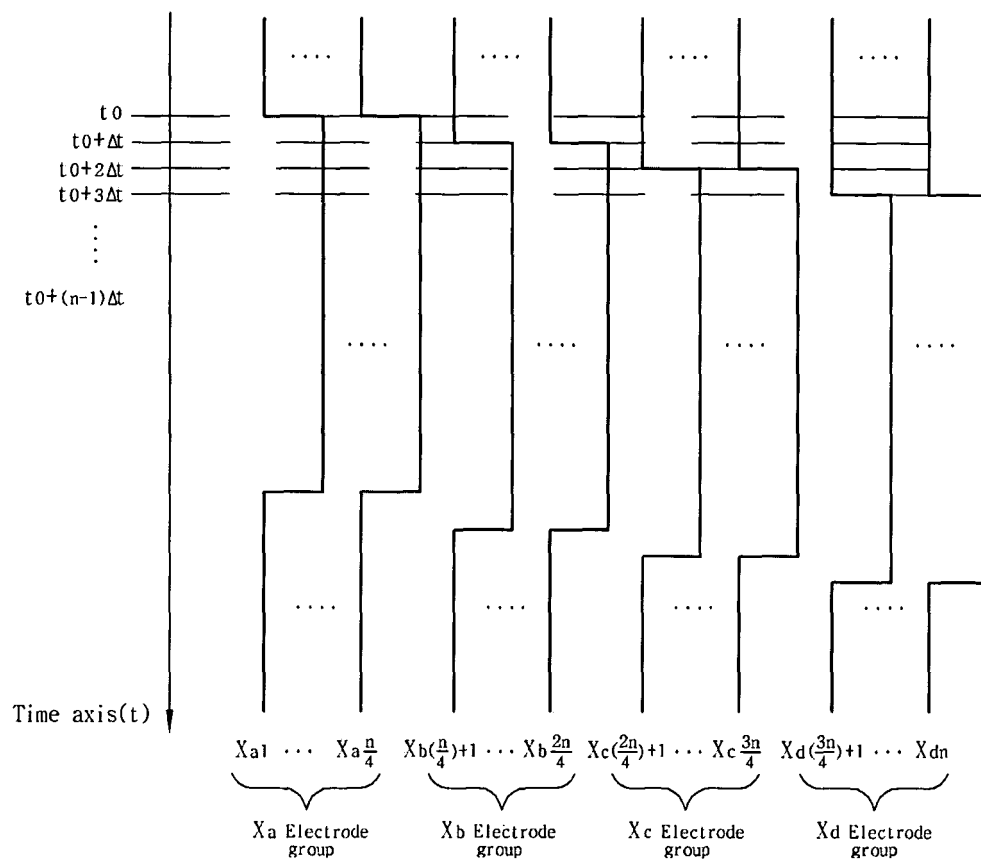 ....
....
....
....
t0
t0+Δt
t0+2Δt
t0+3Δt
t0+(n-1)Δt
....
....
....
....
....
....
....
....
Time axis(t)
Xa1 ... Xa n/4 Xb(n/4)+1 ... Xb 2n/4 Xc(2n/4)+1 ... Xc 3n/4 Xd(3n/4)+1 ... Xdn
Xa Electrode group
Xb Electrode group
Xc Electrode group
Xd Electrode group